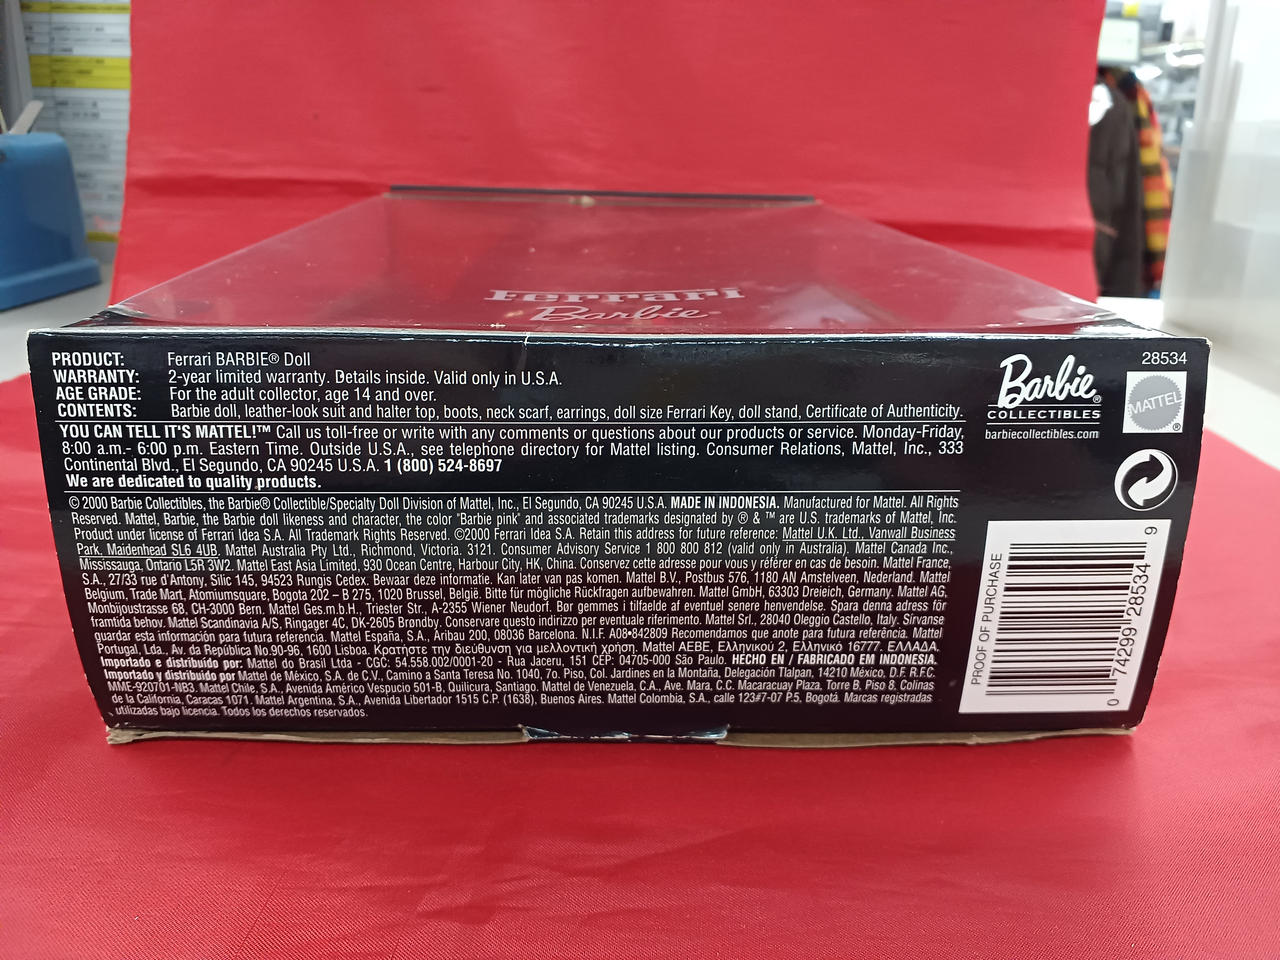 Ferrari
Barbie
PRODUCT: Ferrari BARBIE® Doll
WARRANTY: 2-year limited warranty. Details inside. Valid only in U.S.A.
AGE GRADE: For the adult collector, age 14 and over.
CONTENTS: Barbie doll, leather-look suit and halter top, boots, neck scarf, earrings, doll size Ferrari Key, doll stand, Certificate of Authenticity.
YOU CAN TELL IT'S MATTEL!™ Call us toll-free or write with any comments or questions about our products or service. Monday-Friday,
8:00 a.m.- 6:00 p.m. Eastern Time. Outside U.S.A., see telephone directory for Mattel listing. Consumer Relations, Mattel, Inc., 333
Continental Blvd., El Segundo, CA 90245 U.S.A. 1 (800) 524-8697
We are dedicated to quality products.
© 2000 Barbie Collectibles, the Barbie® Collectible/Specialty Doll Division of Mattel, Inc., El Segundo, CA 90245 U.S.A. MADE IN INDONESIA. Manufactured for Mattel. All Rights
Reserved. Mattel, Barbie, the Barbie doll likeness and character, the color "Barbie pink" and associated trademarks designated by ® & ™ are U.S. trademarks of Mattel, Inc.
Product under license of Ferrari Idea S.A. All Trademark Rights Reserved. ©2000 Ferrari Idea S.A. Retain this address for future reference: Mattel U.K. Ltd., Vanwall Business
Park, Maidenhead SL6 4UB. Mattel Australia Pty Ltd., Richmond, Victoria. 3121. Consumer Advisory Service 1 800 800 812 (valid only in Australia). Mattel Canada Inc.,
Mississauga, Ontario L5R 3W2. Mattel East Asia Limited, 930 Ocean Centre, Harbour City, HK, China. Conservez cette adresse pour vous y référer en cas de besoin. Mattel France,
S.A., 27/33 rue d'Antony, Silic 145, 94523 Rungis Cedex. Bewaar deze informatie. Kan later van pas komen. Mattel B.V., Postbus 576, 1180 AN Amstelveen, Nederland. Mattel
Belgium, Trade Mart, Atomiumsquare, Bogota 202 – B 275, 1020 Brussel, België. Bitte für mögliche Rückfragen aufbewahren. Mattel GmbH, 63303 Dreieich, Germany. Mattel AG,
Monbijoustrasse 68, CH-3000 Bern. Mattel Ges.m.b.H., Triester Str., A-2355 Wiener Neudorf. Bør gemmes i tilfælde af eventuel senere henvendelse. Spara denna adress för
framtida behov. Mattel Scandinavia A/S, Ringager 4C, DK-2605 Brøndby. Conservare questo indirizzo per eventuale riferimento. Mattel Srl., 28040 Oleggio Castello, Italy. Sírvanse
guardar esta información para futura referencia. Mattel España, S.A., Aribau 200, 08036 Barcelona. N.I.F. A08•842809 Recomendamos que anote para futura referência. Mattel
Portugal, Lda., Av. da República No.90-96, 1600 Lisboa. Κρατήστε την διεύθυνση για μελλοντική χρήση. Mattel AEBE, Ελληνικού 2, Ελληνικό 16777. ΕΛΛΑΔΑ.
Importado e distribuído por: Mattel do Brasil Ltda - CGC: 54.558.002/0001-20 - Rua Jaceru, 151 CEP: 04705-000 São Paulo. HECHO EN / FABRICADO EM INDONESIA.
Importado y distribuido por Mattel de México, S.A. de C.V., Camino a Santa Teresa No. 1040, 7o. Piso, Col. Jardines en la Montaña, Delegación Tlalpan, 14210 México, D.F. R.F.C.
MME-920701-NB3. Mattel Chile, S.A., Avenida Américo Vespucio 501-B, Quilicura, Santiago. Mattel de Venezuela, C.A., Ave. Mara, C.C. Macaracuay Plaza, Torre B, Piso 8, Colinas
de la California, Caracas 1071. Mattel Argentina, S.A., Avenida Libertador 1515 C.P. (1638), Buenos Aires. Mattel Colombia, S.A., calle 123#7-07 P.5. Bogotá. Marcas registradas
utilizadas bajo licencia. Todos los derechos reservados.
Barbie®
COLLECTIBLES
barbiecollectibles.com
28534
MATTEL®
PROOF OF PURCHASE
0 74299 28534 9